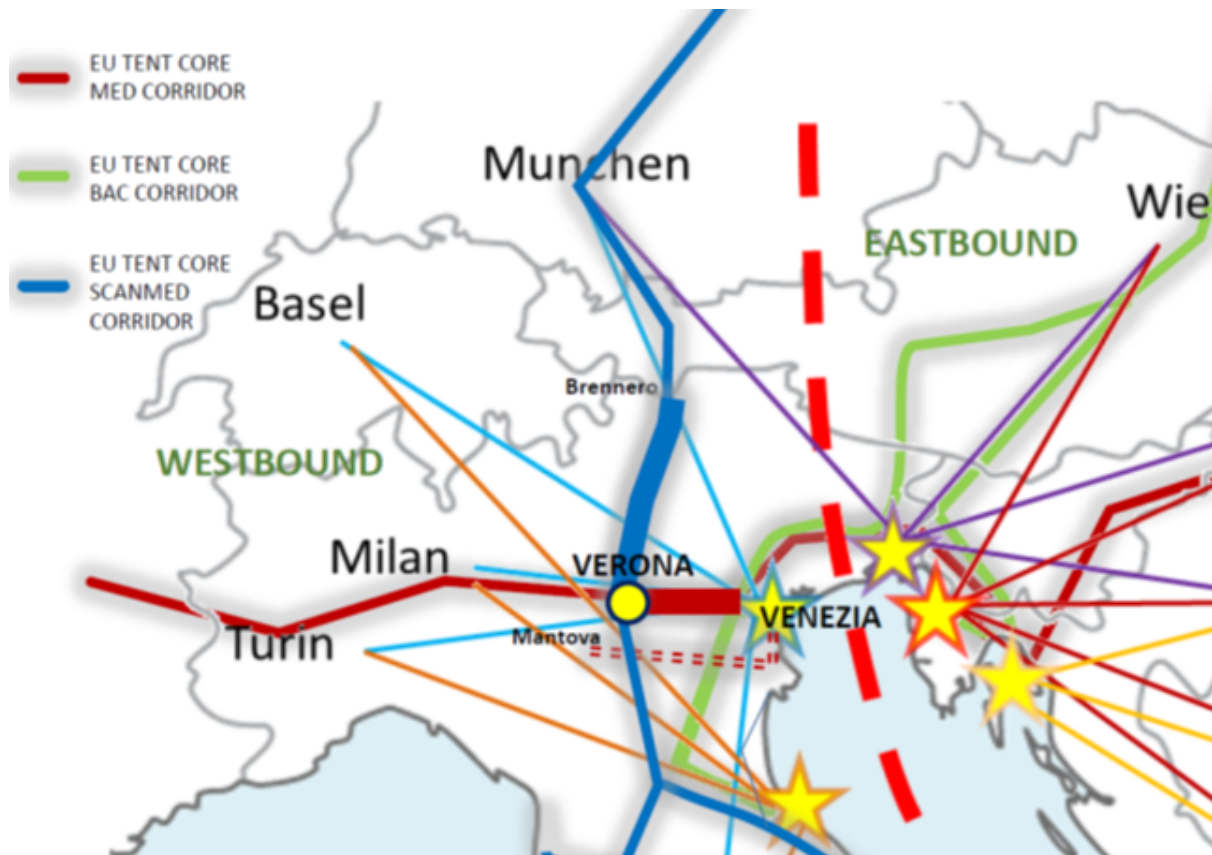 EU TENT CORE
MED CORRIDOR
EU TENT CORE
BAC CORRIDOR
EU TENT CORE
SCANMED
CORRIDOR
Munchen
Wie
EASTBOUND
Basel
Brennero
WESTBOUND
Milan
VERONA
VENEZIA
Turin
Mantova